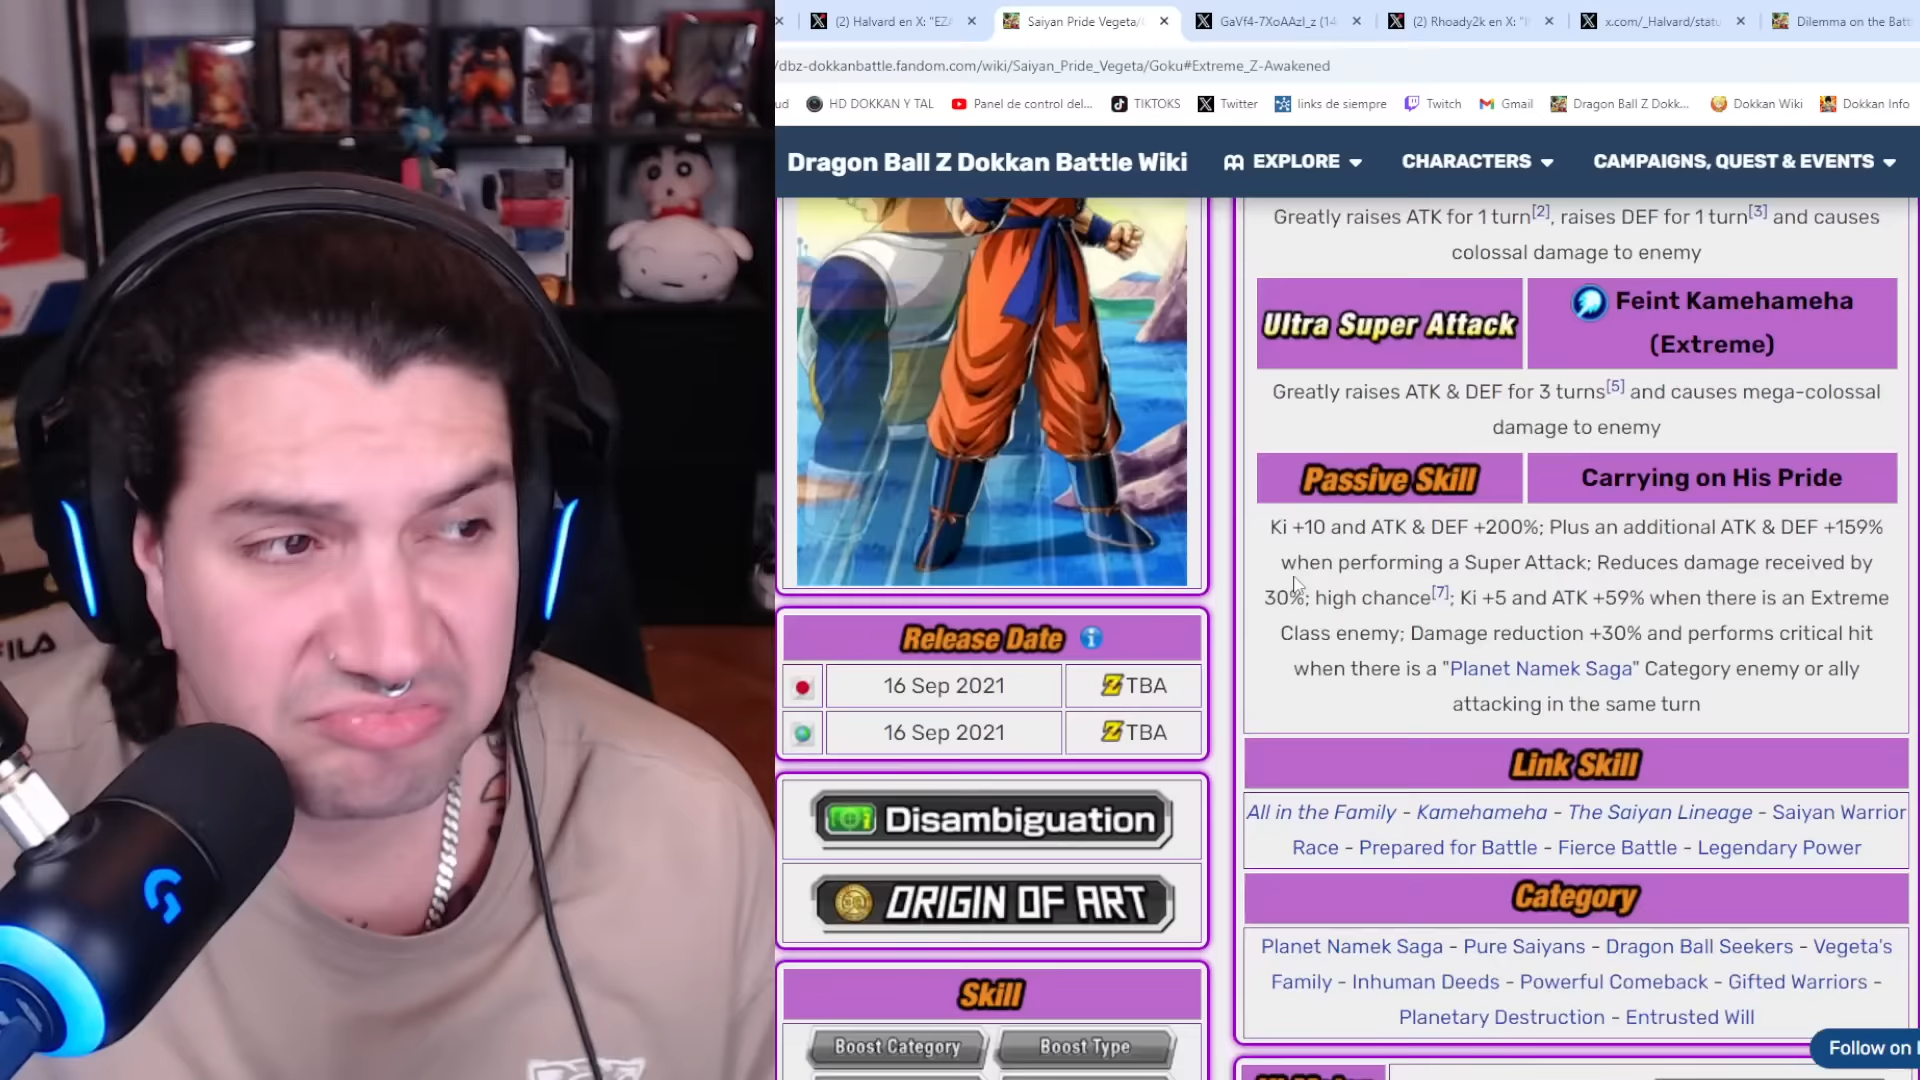 (2) Halvard en X: "EZA
Saiyan Pride Vegeta/
GaVf4-7XoAAzI_z (14
(2) Rhoady2k en X: "I
x.com/_Halvard/statu
Dilemma on the Batt
/dbz-dokkanbattle.fandom.com/wiki/Saiyan_Pride_Vegeta/Goku#Extreme_Z-Awakened
ud
HD DOKKAN Y TAL
Panel de control del...
TIKTOKS
Twitter
links de siempre
Twitch
Gmail
Dragon Ball Z Dokk...
Dokkan Wiki
Dokkan Info
Dragon Ball Z Dokkan Battle Wiki
EXPLORE
CHARACTERS
CAMPAIGNS, QUEST & EVENTS
Greatly raises ATK for 1 turn[2], raises DEF for 1 turn[3] and causes
colossal damage to enemy
Ultra Super Attack
Feint Kamehameha
(Extreme)
Greatly raises ATK & DEF for 3 turns[5] and causes mega-colossal
damage to enemy
Passive Skill
Carrying on His Pride
Ki +10 and ATK & DEF +200%; Plus an additional ATK & DEF +159%
when performing a Super Attack; Reduces damage received by
30%; high chance[7]; Ki +5 and ATK +59% when there is an Extreme
Class enemy; Damage reduction +30% and performs critical hit
when there is a "Planet Namek Saga" Category enemy or ally
attacking in the same turn
Link Skill
All in the Family - Kamehameha - The Saiyan Lineage - Saiyan Warrior
Race - Prepared for Battle - Fierce Battle - Legendary Power
Category
Planet Namek Saga - Pure Saiyans - Dragon Ball Seekers - Vegeta's
Family - Inhuman Deeds - Powerful Comeback - Gifted Warriors -
Planetary Destruction - Entrusted Will
Follow on
Release Date
16 Sep 2021
Z TBA
16 Sep 2021
Z TBA
Disambiguation
ORIGIN OF ART
Skill
Boost Category
Boost Type
FILA
G